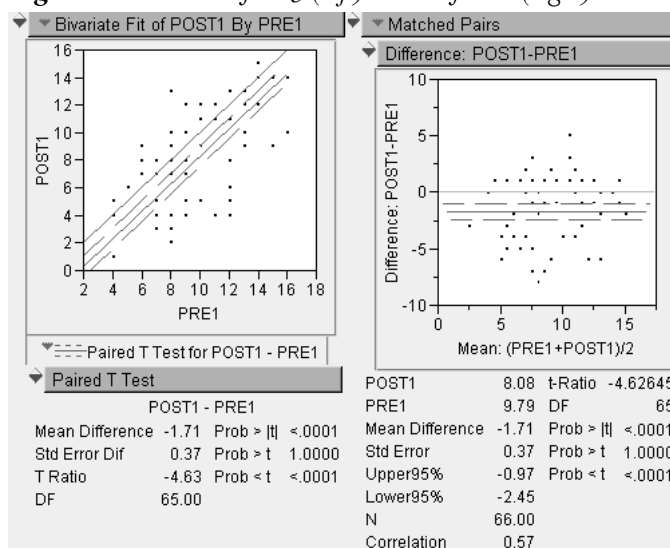 Bivariate Fit of POST1 By PRE1
16
14
12
10
8
6
4
2
0
POST1
2 4 6 8 10 12 14 16 18
PRE1
Paired T Test for POST1 - PRE1
Paired T Test
POST1 - PRE1
Mean Difference -1.71 Prob > |t| <.0001
Std Error Dif 0.37 Prob > t 1.0000
T Ratio -4.63 Prob < t <.0001
DF 65.00
Matched Pairs
Difference: POST1-PRE1
10
5
0
-5
-10
Difference: POST1-PRE1
0 5 10 15
Mean: (PRE1+POST1)/2
POST1 8.08 t-Ratio -4.62645
PRE1 9.79 DF 65
Mean Difference -1.71 Prob > |t| <.0001
Std Error 0.37 Prob > t 1.0000
Upper95% -0.97 Prob < t <.0001
Lower95% -2.45
N 66.00
Correlation 0.57